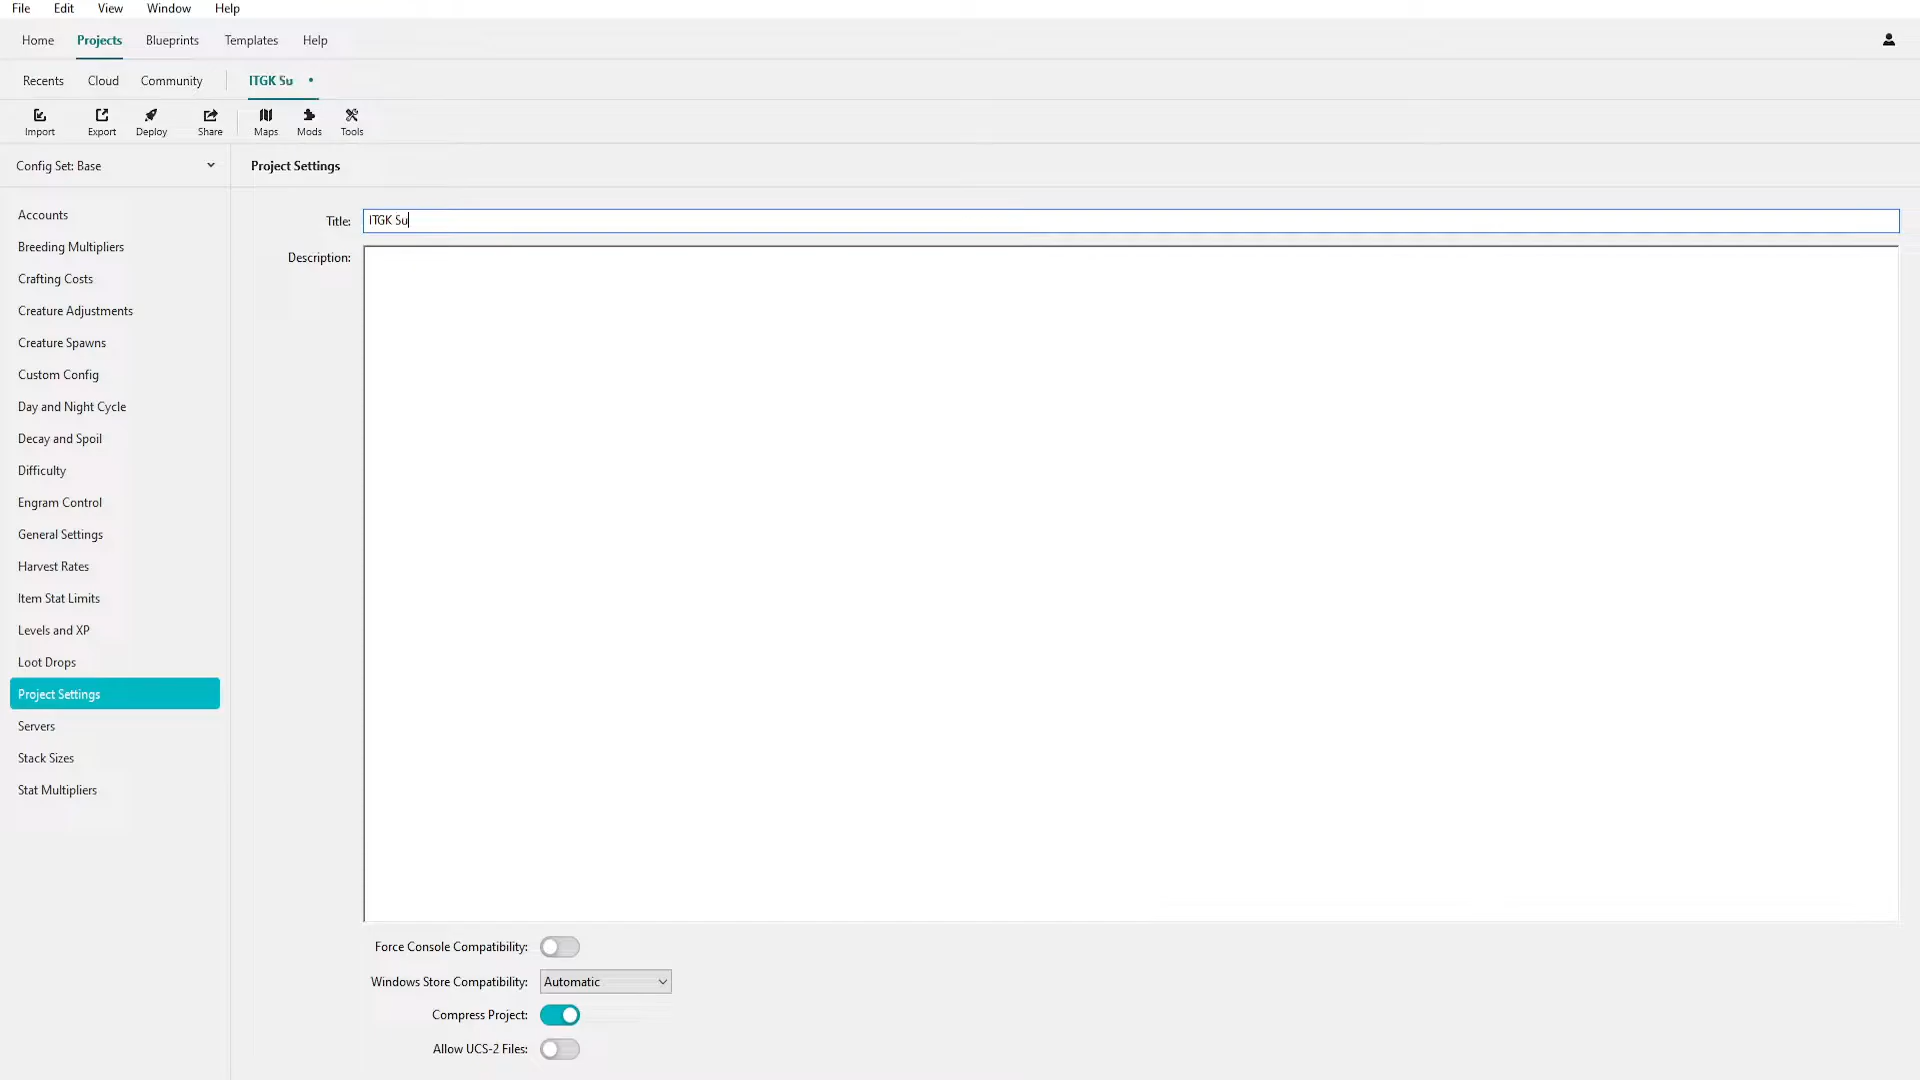 File Edit View Window Help
Home Projects Blueprints Templates Help
Recents Cloud Community ITGK Su •
Import Export Deploy Share Maps Mods Tools
Config Set: Base
Project Settings
Accounts
Breeding Multipliers
Crafting Costs
Creature Adjustments
Creature Spawns
Custom Config
Day and Night Cycle
Decay and Spoil
Difficulty
Engram Control
General Settings
Harvest Rates
Item Stat Limits
Levels and XP
Loot Drops
Project Settings
Servers
Stack Sizes
Stat Multipliers
Title: ITGK Su
Description:
Force Console Compatibility:
Windows Store Compatibility: Automatic
Compress Project:
Allow UCS-2 Files: